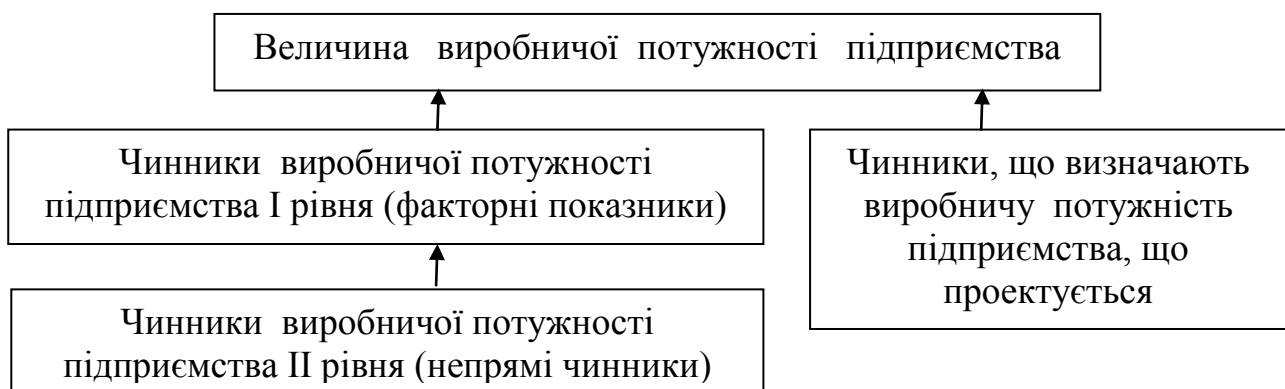 Величина виробничої потужності підприємства
Чинники виробничої потужності
підприємства І рівня (факторні показники)
Чинники, що визначають
виробничу потужність
підприємства, що
проектується
Чинники виробничої потужності
підприємства ІІ рівня (непрямі чинники)